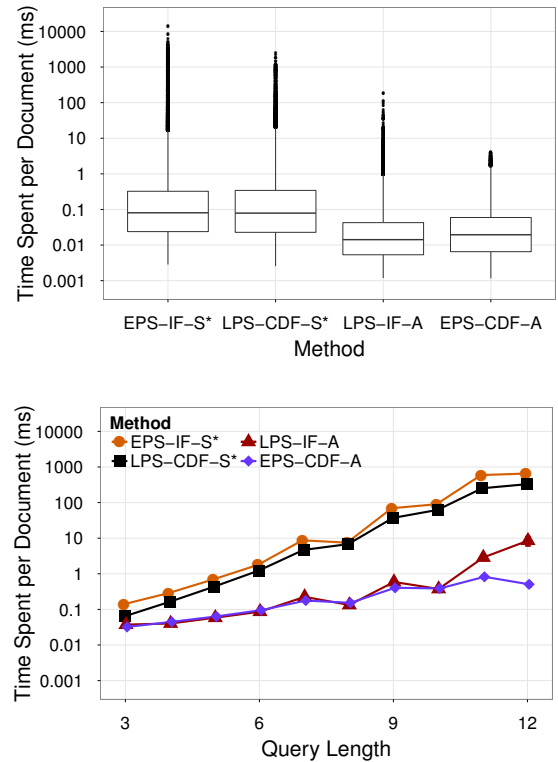 Time Spent per Document (ms)
10000
1000
100
10
1
0.1
0.01
0.001
EPS−IF−S* LPS−CDF−S* LPS−IF−A EPS−CDF−A
Method
Time Spent per Document (ms)
10000
1000
100
10
1
0.1
0.01
0.001
Method
EPS−IF−S* LPS−IF−A
LPS−CDF−S* EPS−CDF−A
3 6 9 12
Query Length